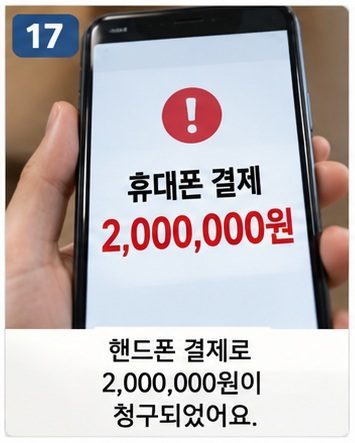 17
휴대폰 결제
2,000,000원
핸드폰 결제로
2,000,000원이
청구되었어요.